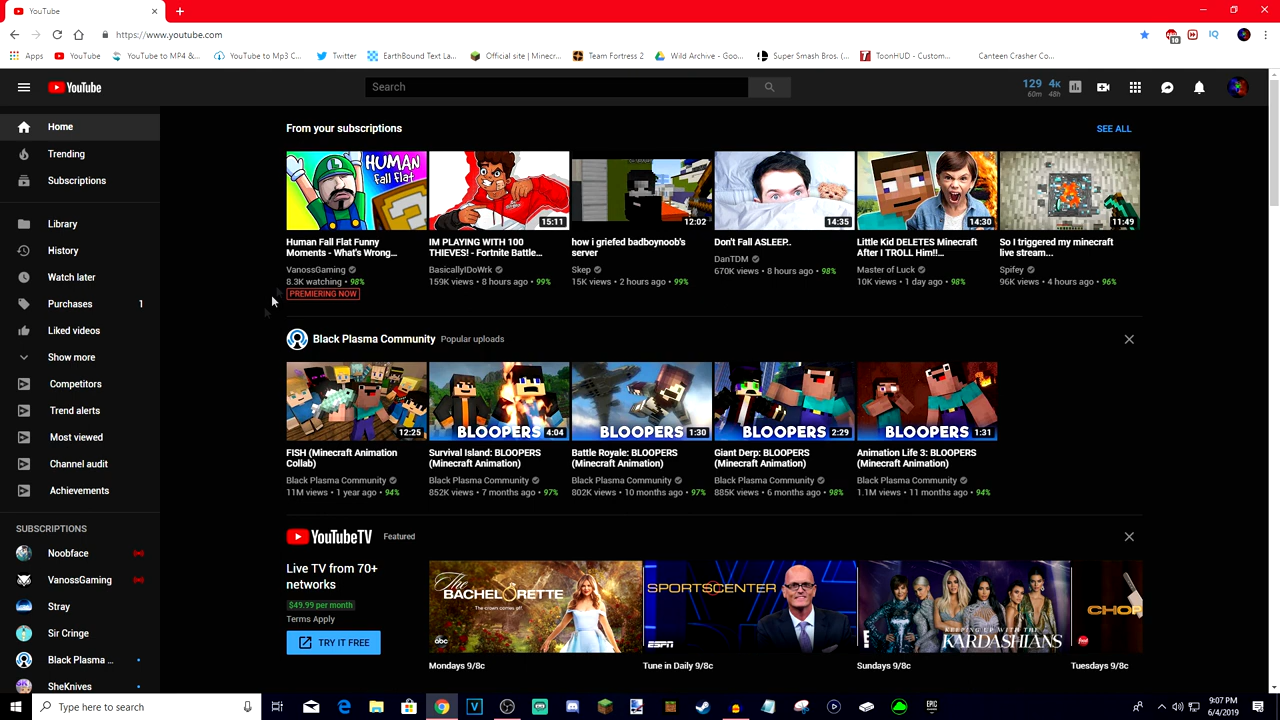 YouTube
https://www.youtube.com
10
IQ
Apps
YouTube
YouTube to MP4 &...
YouTube to Mp3 C...
Twitter
EarthBound Text La...
Official site | Minecr...
Team Fortress 2
Wild Archive - Goo...
Super Smash Bros. (...
ToonHUD - Custom...
Canteen Crasher Co...
YouTube
Search
129 4K
60m 48h
Home
Trending
Subscriptions
Library
History
Watch later
Purchases 1
Liked videos
Show more
Competitors
Trend alerts
Most viewed
Channel audit
Achievements
SUBSCRIPTIONS
Noobface
VanossGaming
Stray
Sir Cringe
Black Plasma ...
SheKnives
From your subscriptions
SEE ALL
HUMAN
Fall Flat
15:11
12:02
14:35
14:30
11:49
Human Fall Flat Funny
Moments - What's Wrong...
VanossGaming
8.3K watching • 98%
PREMIERING NOW
IM PLAYING WITH 100
THIEVES! - Fortnite Battle...
BasicallyIDoWrk
159K views • 8 hours ago • 99%
how i griefed badboynoob's
server
Skep
15K views • 2 hours ago • 99%
Don't Fall ASLEEP..
DanTDM
670K views • 8 hours ago • 98%
Little Kid DELETES Minecraft
After I TROLL Him!!...
Master of Luck
10K views • 1 day ago • 98%
So I triggered my minecraft
live stream...
Spifey
96K views • 4 hours ago • 96%
Black Plasma Community
Popular uploads
12:25
BLOOPERS 4:04
BLOOPERS 1:30
BLOOPERS 2:29
BLOOPERS 1:31
FISH (Minecraft Animation
Collab)
Black Plasma Community
11M views • 1 year ago • 94%
Survival Island: BLOOPERS
(Minecraft Animation)
Black Plasma Community
852K views • 7 months ago • 97%
Battle Royale: BLOOPERS
(Minecraft Animation)
Black Plasma Community
802K views • 10 months ago • 97%
Giant Derp: BLOOPERS
(Minecraft Animation)
Black Plasma Community
885K views • 6 months ago • 98%
Animation Life 3: BLOOPERS
(Minecraft Animation)
Black Plasma Community
1.1M views • 11 months ago • 94%
YouTubeTV
Featured
Live TV from 70+
networks
$49.99 per month
Terms Apply
TRY IT FREE
The
BACHELORETTE
The crown comes off!
abc
Mondays 9/8c
SPORTSCENTER
ESPN
Tune in Daily 9/8c
KEEPING UP WITH THE
KARDASHIANS
Sundays 9/8c
CHOP
Tuesdays 9/8c
Type here to search
EPIC
9:07 PM
6/4/2019